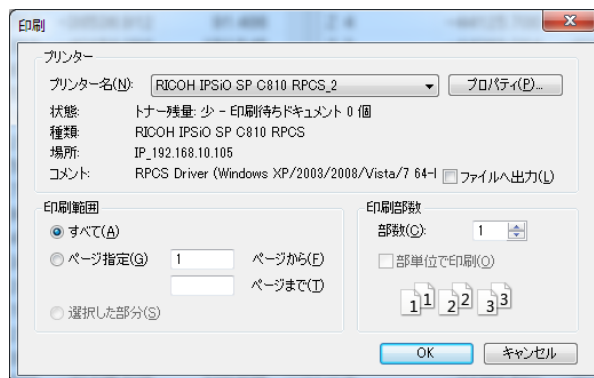 印刷
プリンター
プリンター名(N): RICOH IPSiO SP C810 RPCS_2 プロパティ(P)...
状態: トナー残量: 少 - 印刷待ちドキュメント 0 個
種類: RICOH IPSiO SP C810 RPCS
場所: IP_192.168.10.105
コメント: RPCS Driver (Windows XP/2003/2008/Vista/7 64-l ファイルへ出力(L)
印刷範囲
すべて(A)
ページ指定(G) 1 ページから(F)
ページまで(T)
選択した部分(S)
印刷部数
部数(C): 1
部単位で印刷(O)
1 1 2 2 3 3
OK キャンセル